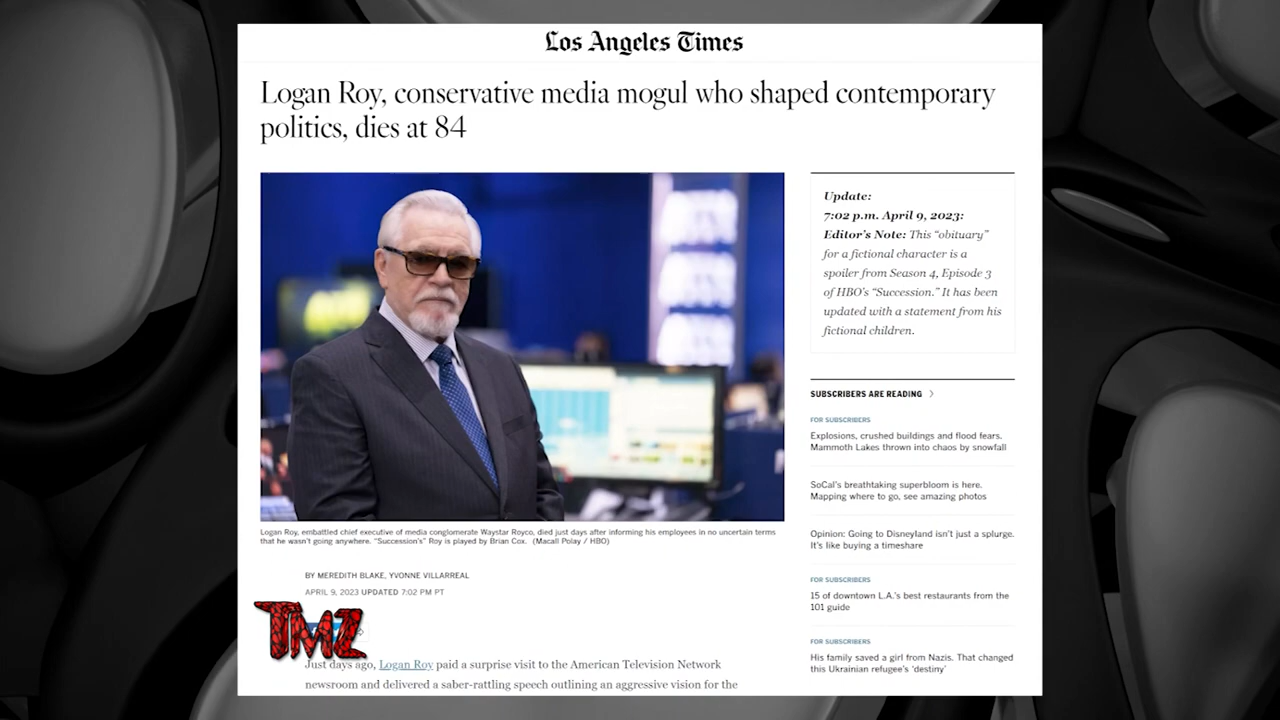 Los Angeles Times
Logan Roy, conservative media mogul who shaped contemporary
politics, dies at 84
Logan Roy, embattled chief executive of media conglomerate Waystar Royco, died just days after informing his employees in no uncertain terms
that he wasn't going anywhere. "Succession's" Roy is played by Brian Cox. (Macall Polay / HBO)
BY MEREDITH BLAKE, YVONNE VILLARREAL
APRIL 9, 2023 UPDATED 7:02 PM PT
TMZ
Just days ago, Logan Roy paid a surprise visit to the American Television Network
newsroom and delivered a saber-rattling speech outlining an aggressive vision for the
Update:
7:02 p.m. April 9, 2023:
Editor's Note: This "obituary"
for a fictional character is a
spoiler from Season 4, Episode 3
of HBO's "Succession." It has been
updated with a statement from his
fictional children.
SUBSCRIBERS ARE READING >
FOR SUBSCRIBERS
Explosions, crushed buildings and flood fears.
Mammoth Lakes thrown into chaos by snowfall
SoCal's breathtaking superbloom is here.
Mapping where to go, see amazing photos
Opinion: Going to Disneyland isn't just a splurge.
It's like buying a timeshare
FOR SUBSCRIBERS
15 of downtown L.A.'s best restaurants from the
101 guide
FOR SUBSCRIBERS
His family saved a girl from Nazis. That changed
this Ukrainian refugee's 'destiny'